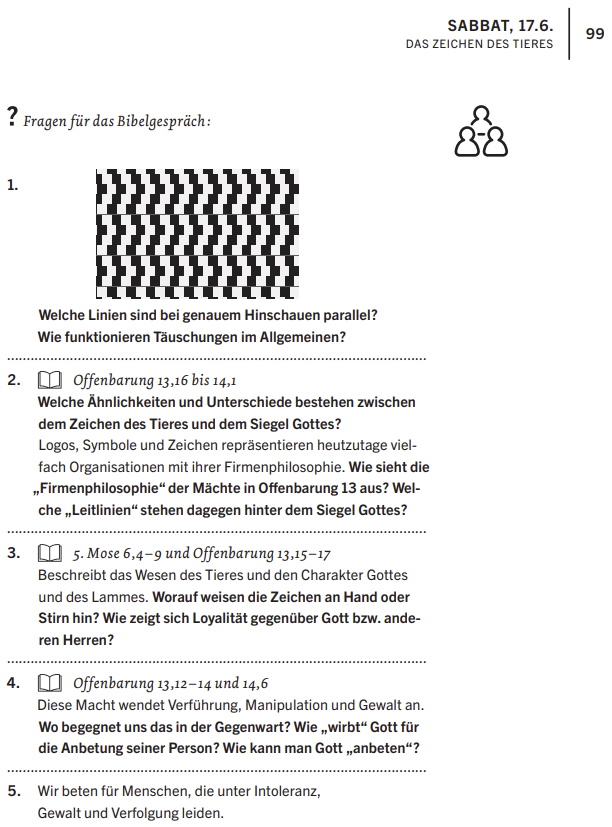 SABBAT, 17.6.
DAS ZEICHEN DES TIERES
99
? Fragen für das Bibelgespräch:
1.
Welche Linien sind bei genauem Hinschauen parallel?
Wie funktionieren Täuschungen im Allgemeinen?
2. Offenbarung 13,16 bis 14,1
Welche Ähnlichkeiten und Unterschiede bestehen zwischen
dem Zeichen des Tieres und dem Siegel Gottes?
Logos, Symbole und Zeichen repräsentieren heutzutage viel-
fach Organisationen mit ihrer Firmenphilosophie. Wie sieht die
„Firmenphilosophie“ der Mächte in Offenbarung 13 aus? Wel-
che „Leitlinien“ stehen dagegen hinter dem Siegel Gottes?
3. 5. Mose 6,4–9 und Offenbarung 13,15–17
Beschreibt das Wesen des Tieres und den Charakter Gottes
und des Lammes. Worauf weisen die Zeichen an Hand oder
Stirn hin? Wie zeigt sich Loyalität gegenüber Gott bzw. ande-
ren Herren?
4. Offenbarung 13,12–14 und 14,6
Diese Macht wendet Verführung, Manipulation und Gewalt an.
Wo begegnet uns das in der Gegenwart? Wie „wirbt“ Gott für
die Anbetung seiner Person? Wie kann man Gott „anbeten“?
5. Wir beten für Menschen, die unter Intoleranz,
Gewalt und Verfolgung leiden.